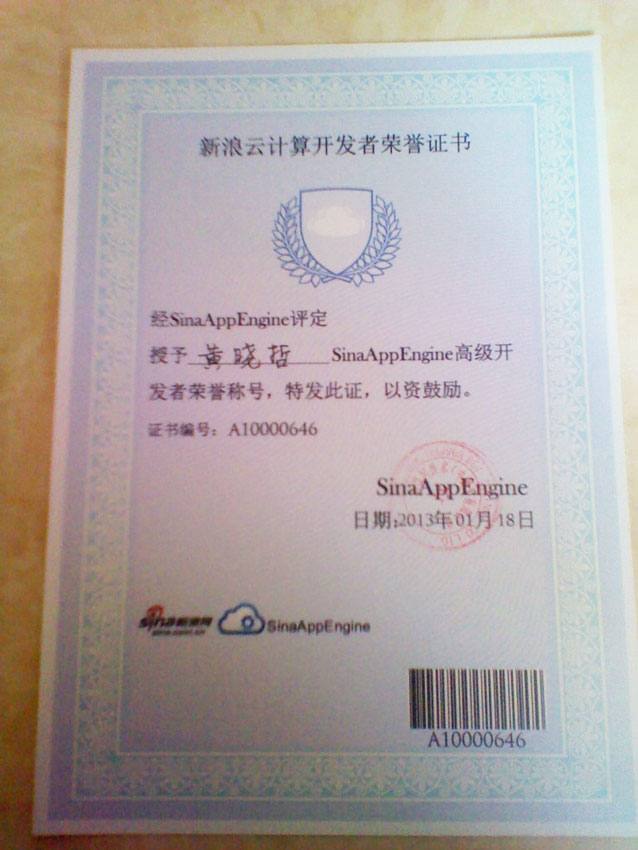 新浪云计算开发者荣誉证书
经SinaAppEngine评定
授予 黄晓哲 SinaAppEngine高级开
发者荣誉称号，特发此证，以资鼓励。
证书编号：A10000646
SinaAppEngine
日期:2013年01月18日
sina新浪网
sina.com.cn
SinaAppEngine
A10000646